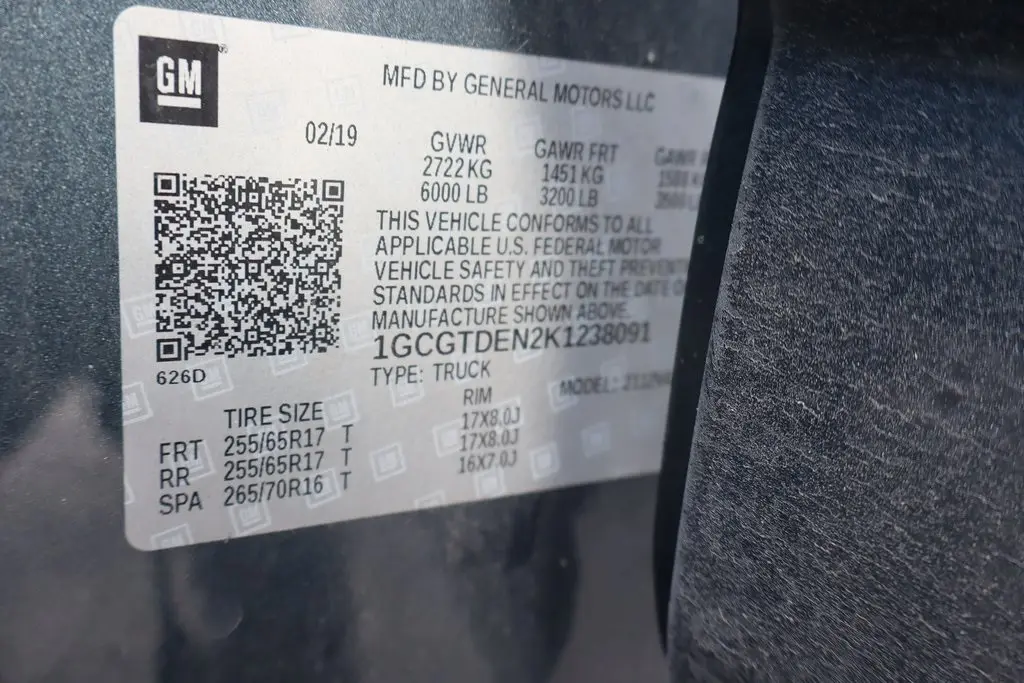 GM
MFD BY GENERAL MOTORS LLC
02/19
GVWR GAWR FRT GAWR
2722 KG 1451 KG
6000 LB 3200 LB
THIS VEHICLE CONFORMS TO ALL
APPLICABLE U.S. FEDERAL MOTOR
VEHICLE SAFETY AND THEFT
STANDARDS IN EFFECT ON THE DATE
MANUFACTURE SHOWN ABOVE.
1GCGTDEN2K1238091
626D
TYPE: TRUCK MODEL:
TIRE SIZE RIM
FRT 255/65R17 T 17X8.0J
RR 255/65R17 T 17X8.0J
SPA 265/70R16 T 16X7.0J